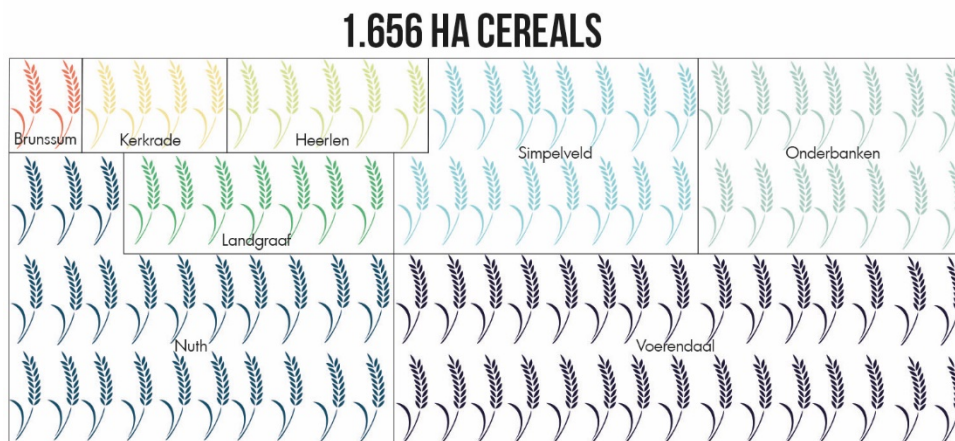 1.656 HA CEREALS
Brunssum
Kerkrade
Heerlen
Simpelveld
Onderbanken
Landgraaf
Nuth
Voerendaal